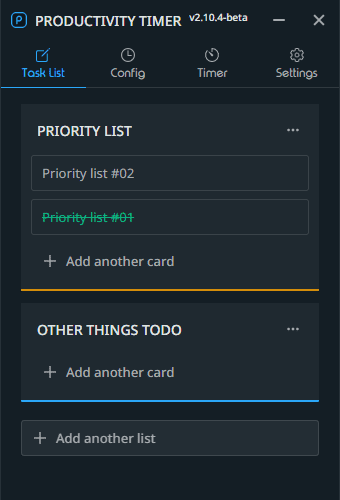 PRODUCTIVITY TIMER v2.10.4-beta
Task List Config Timer Settings
PRIORITY LIST
Priority list #02
Priority list #01
Add another card
OTHER THINGS TODO
Add another card
Add another list